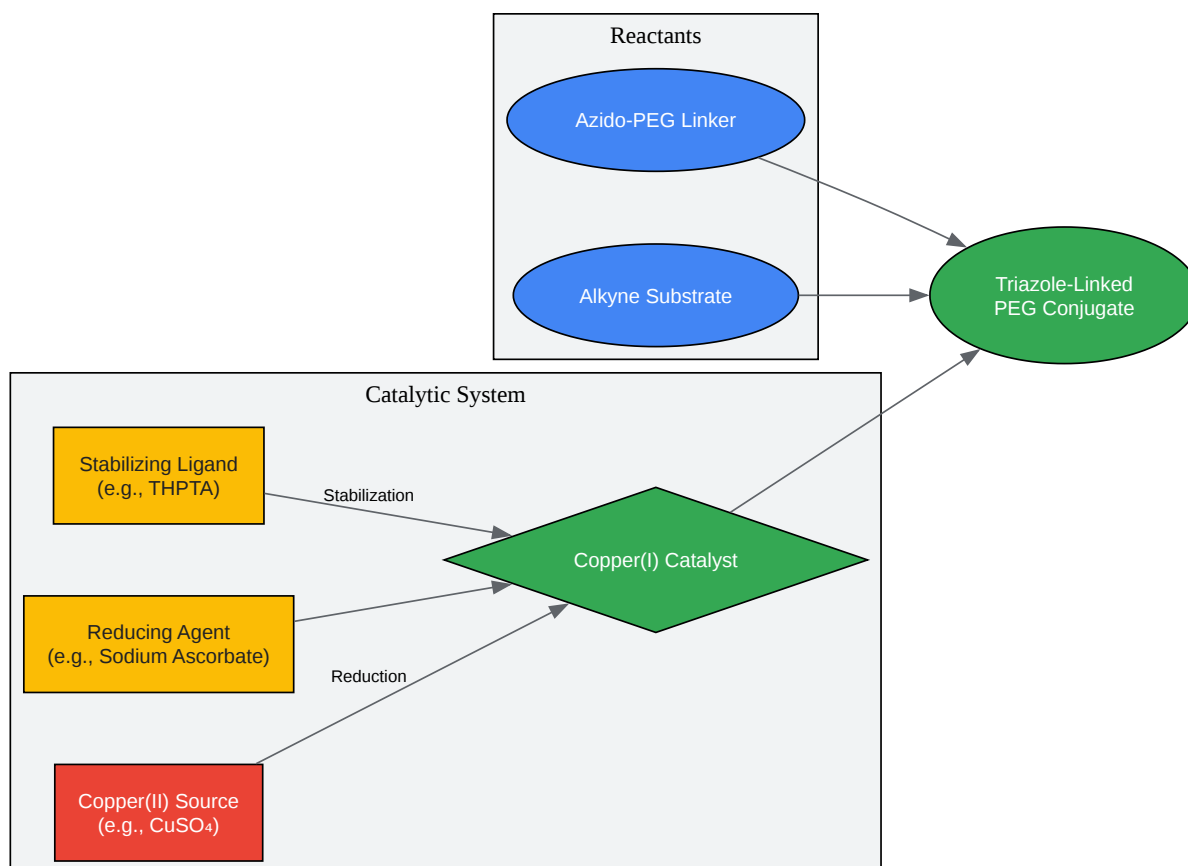 Reactants
Azido-PEG Linker
Alkyne Substrate
Triazole-Linked
PEG Conjugate
Catalytic System
Stabilizing Ligand
(e.g., THPTA)
Stabilization
Copper(I) Catalyst
Reducing Agent
(e.g., Sodium Ascorbate)
Reduction
Copper(II) Source
(e.g., CuSO₄)